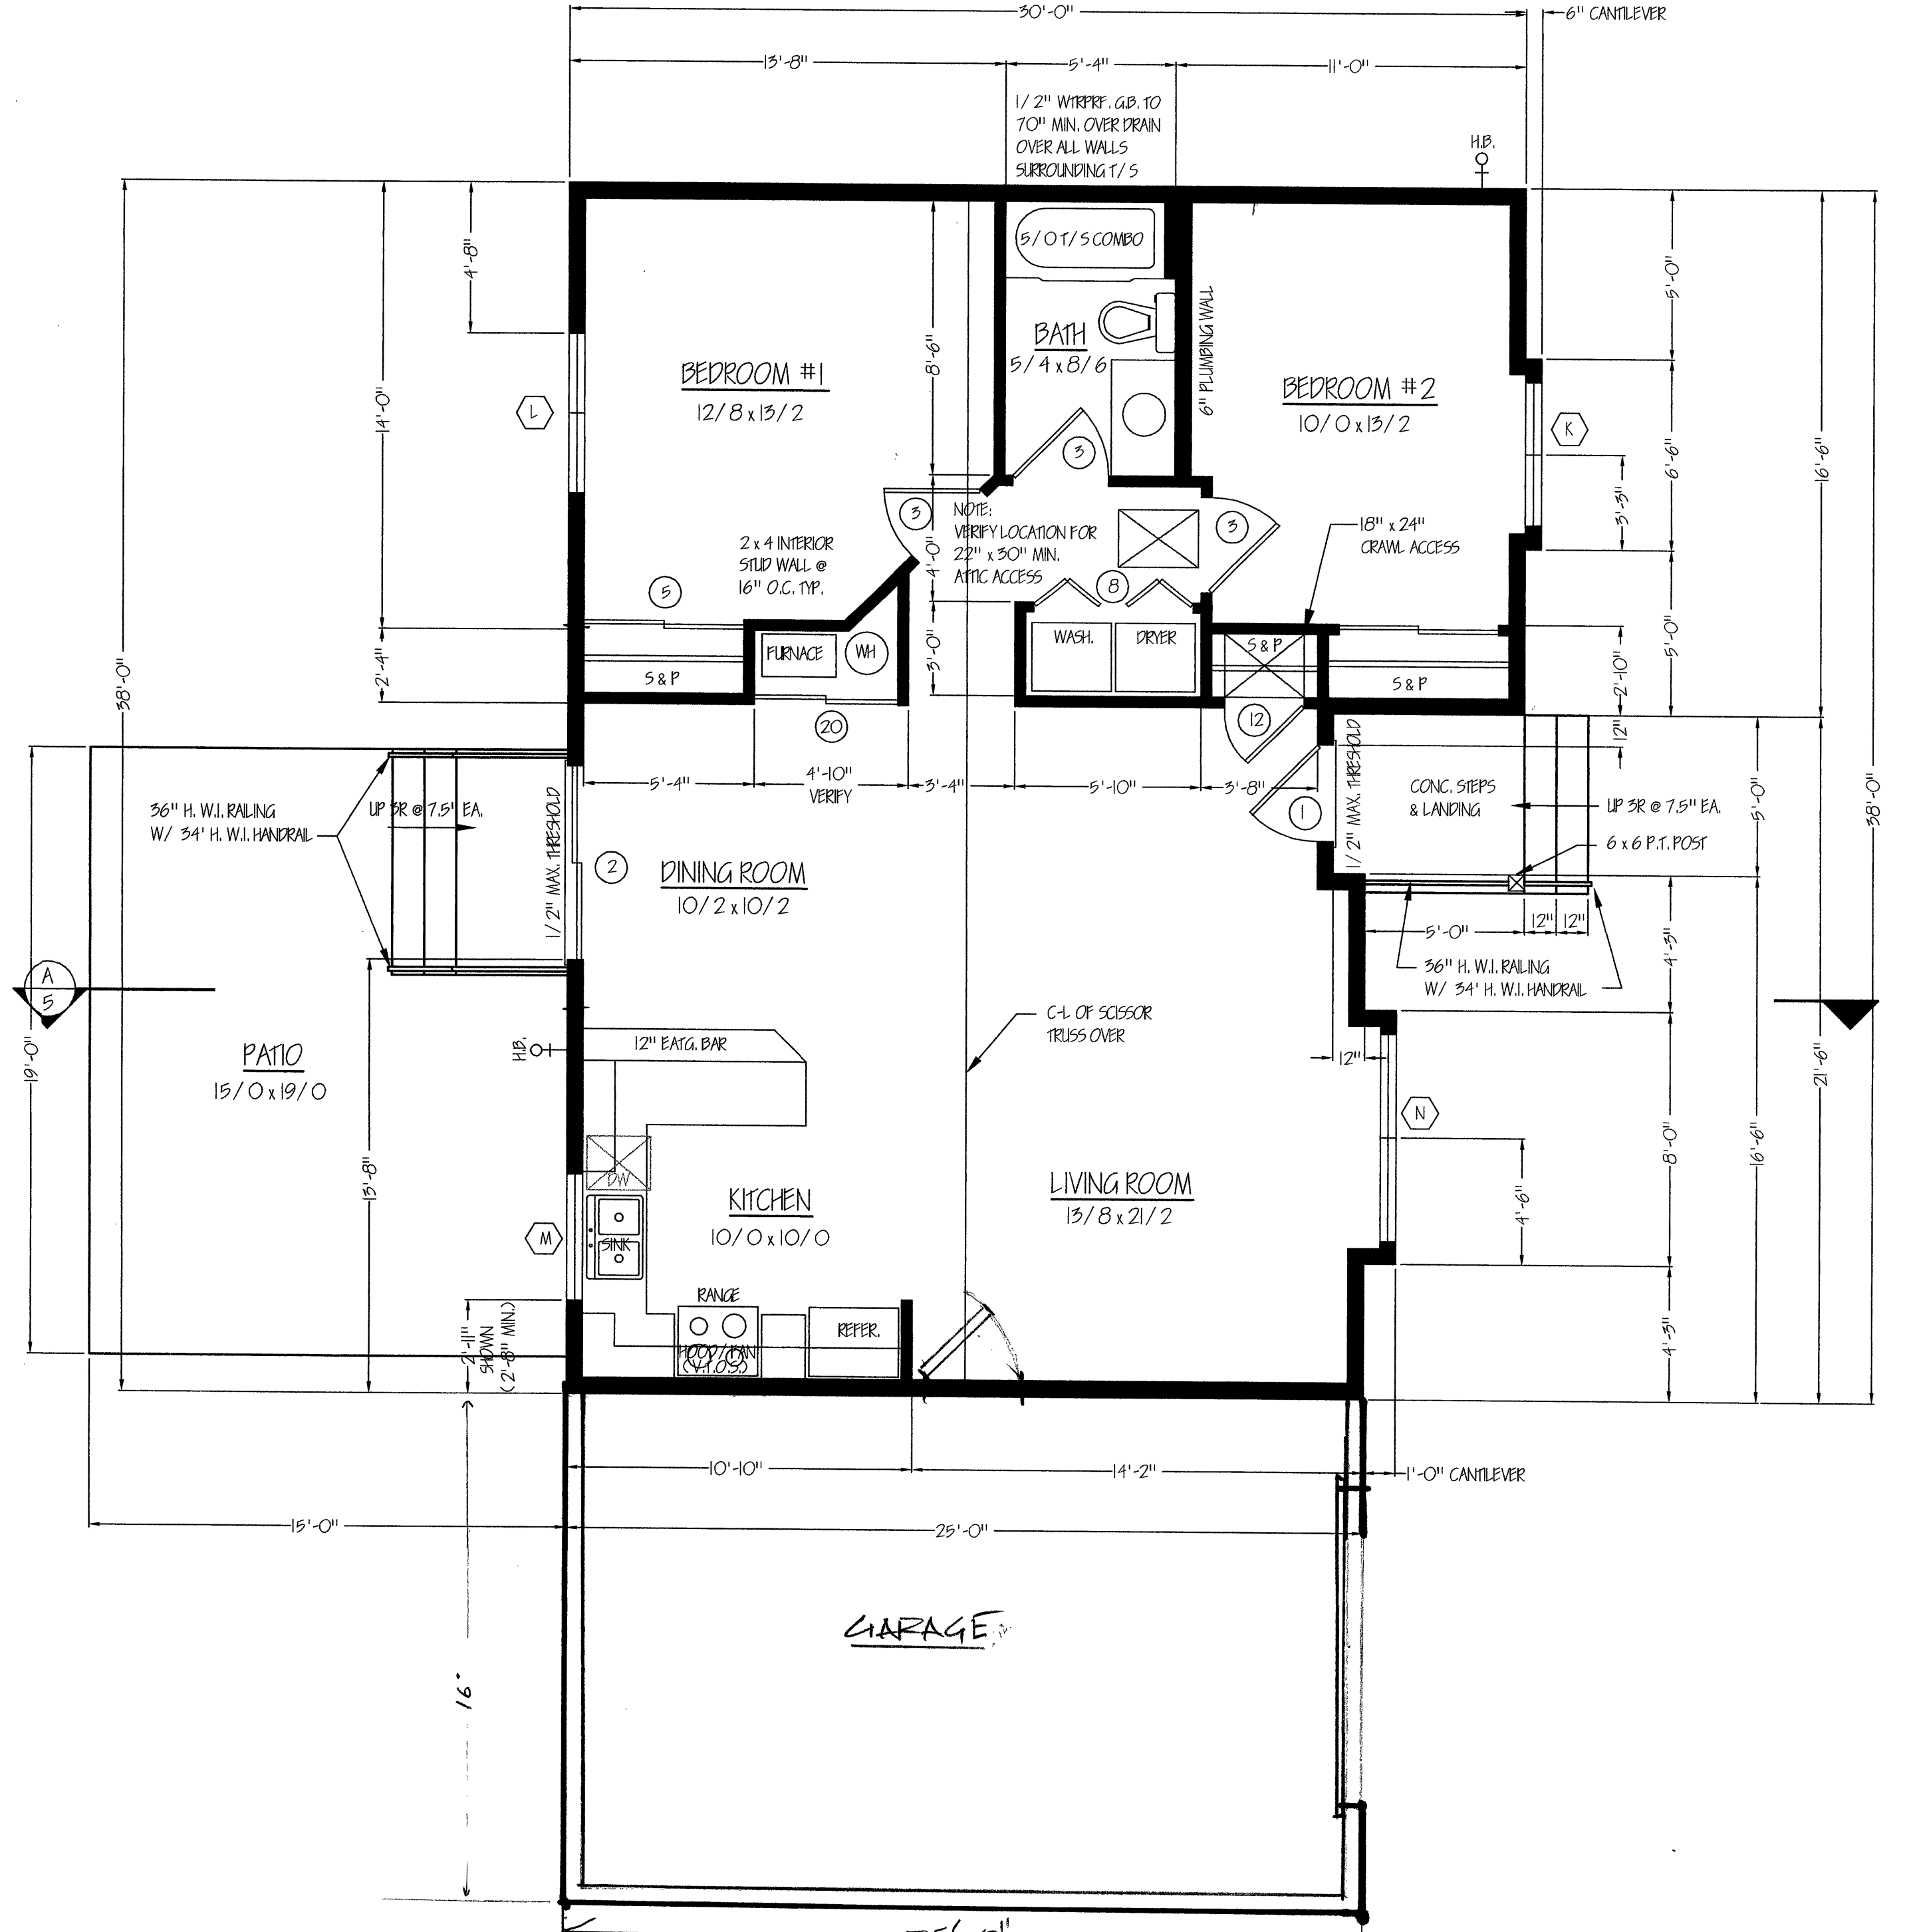 30'-0"
6" CANTILEVER
13'-8"
5'-4"
11'-0"
1/2" WTRPRF. G.B. TO
70" MIN. OVER DRAIN
OVER ALL WALLS
SURROUNDING T/S
H.B.
4'-8"
14'-0"
2'-4"
38'-0"
5/0 T/S COMBO
8'-6"
BATH
5/4 x 8/6
6" PLUMBING WALL
BEDROOM #1
12/8 x 13/2
BEDROOM #2
10/0 x 13/2
L
K
5'-0"
6'-6"
3'-3"
16'-6"
5'-0"
2'-10"
12"
38'-0"
3
3
3
NOTE:
VERIFY LOCATION FOR
22" x 30" MIN.
ATTIC ACCESS
4'-0"
18" x 24"
CRAWL ACCESS
2 x 4 INTERIOR
STUD WALL @
16" O.C. TYP.
5
8
3'-0"
FURNACE
WH
WASH.
DRYER
S & P
S & P
S & P
20
12
5'-4"
4'-10"
VERIFY
3'-4"
5'-10"
3'-8"
1
1/2" MAX. THRESHOLD
CONC. STEPS
& LANDING
UP 3R @ 7.5" EA.
6 x 6 P.T. POST
5'-0"
36" H. W.I. RAILING
W/ 34' H. W.I. HANDRAIL
UP 3R @ 7.5" EA.
1/2" MAX. THRESHOLD
2
DINING ROOM
10/2 x 10/2
5'-0"
12"
12"
36" H. W.I. RAILING
W/ 34' H. W.I. HANDRAIL
4'-3"
A
5
19'-0"
PATIO
15/0 x 19/0
H.B.
12" EATG. BAR
C-L OF SCISSOR
TRUSS OVER
12"
N
8'-0"
16'-6"
21'-6"
4'-6"
13'-8"
DW
M
SINK
KITCHEN
10/0 x 10/0
LIVING ROOM
13/8 x 21/2
RANGE
HOOD/FAN
(V.T.O.S.)
REFER.
2'-11"
SHOWN
(2'-8" MIN.)
4'-3"
10'-10"
14'-2"
1'-0" CANTILEVER
15'-0"
25'-0"
GARAGE
16'